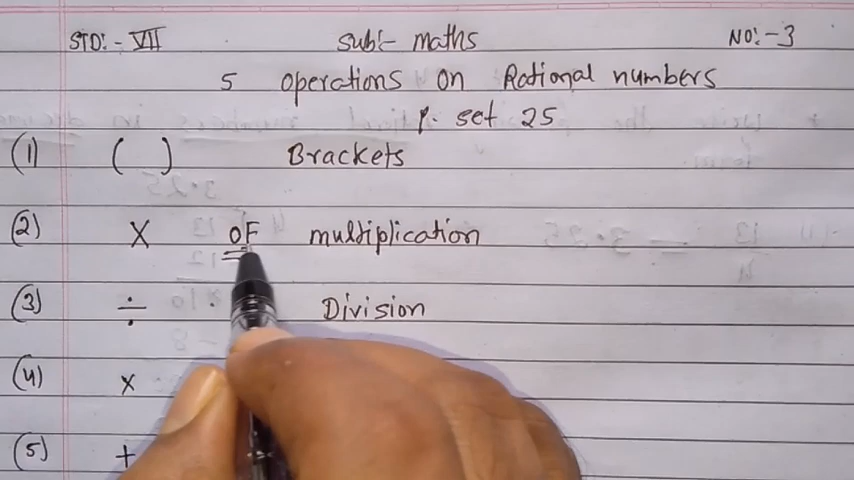 STD:- VII sub:- maths NO:- 3
5 operations on Rational numbers
P. set 25
(1) ( ) Brackets
(2) X OF multiplication
(3) ÷ Division
(4) ×
(5) +